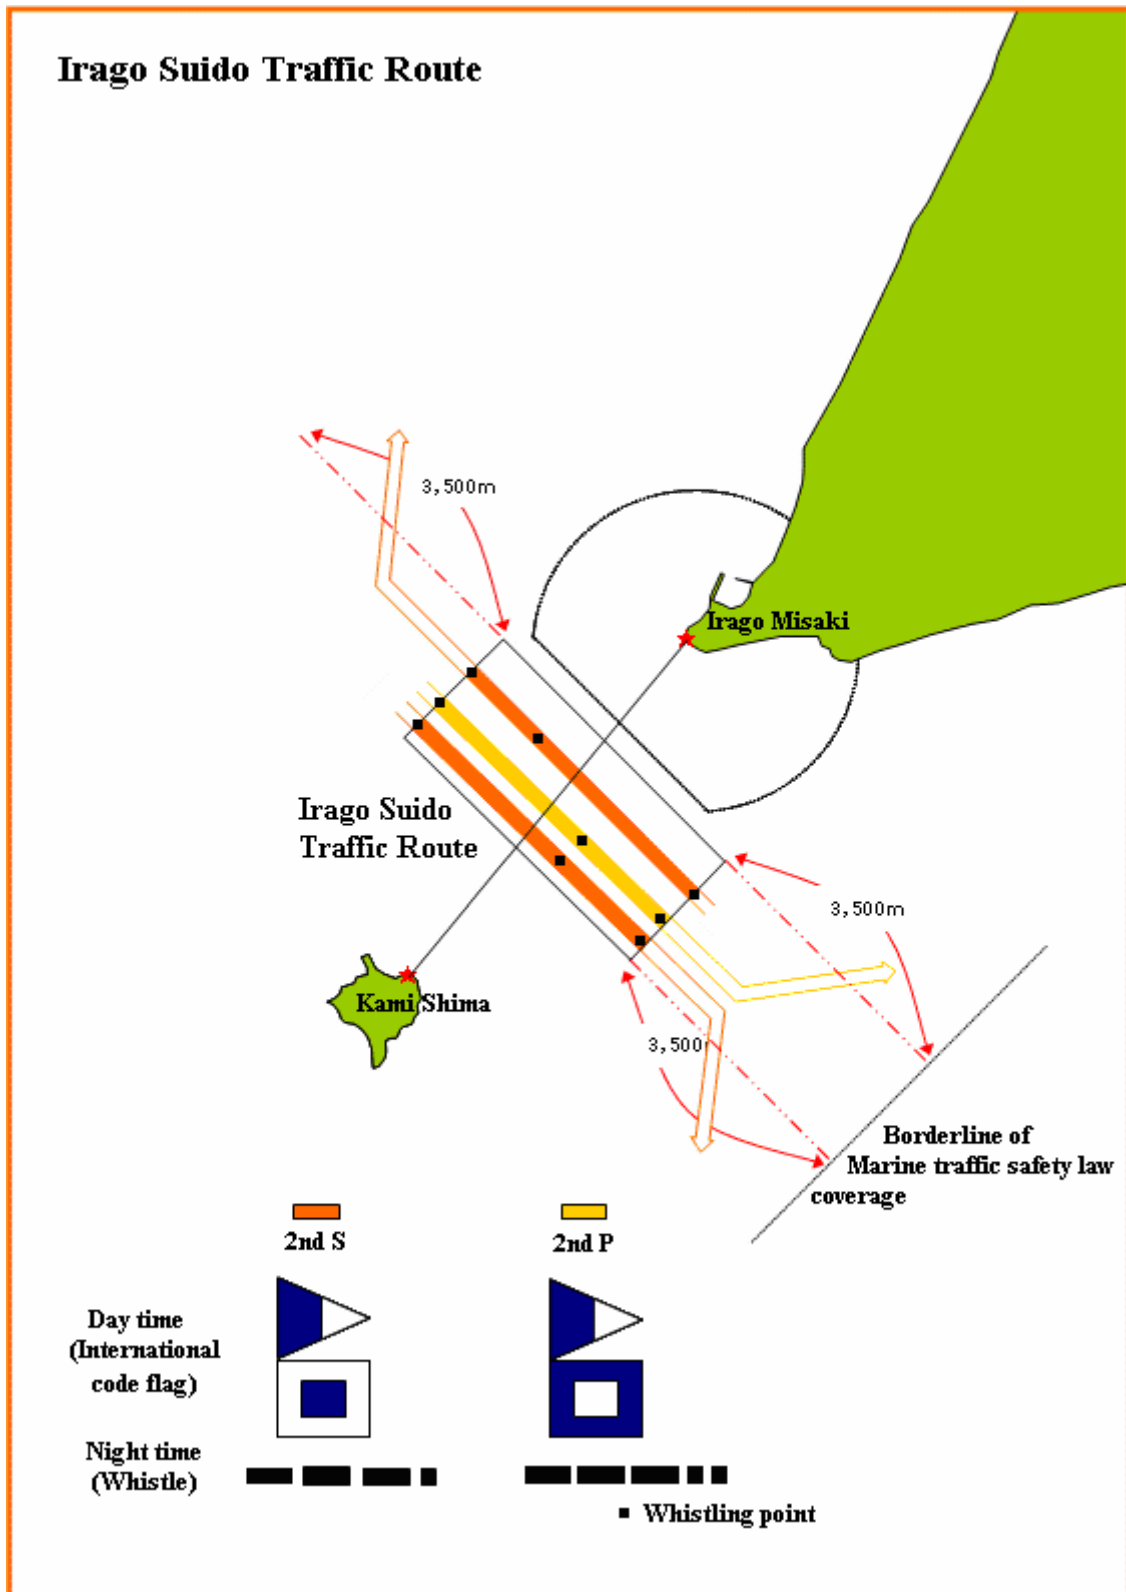 Irago Suido Traffic Route
3,500m
Irago Misaki
Irago Suido
Traffic Route
3,500m
Kami Shima
3,500
Borderline of
Marine traffic safety law
coverage
2nd S
2nd P
Day time
(International
code flag)
Night time
(Whistle)
Whistling point